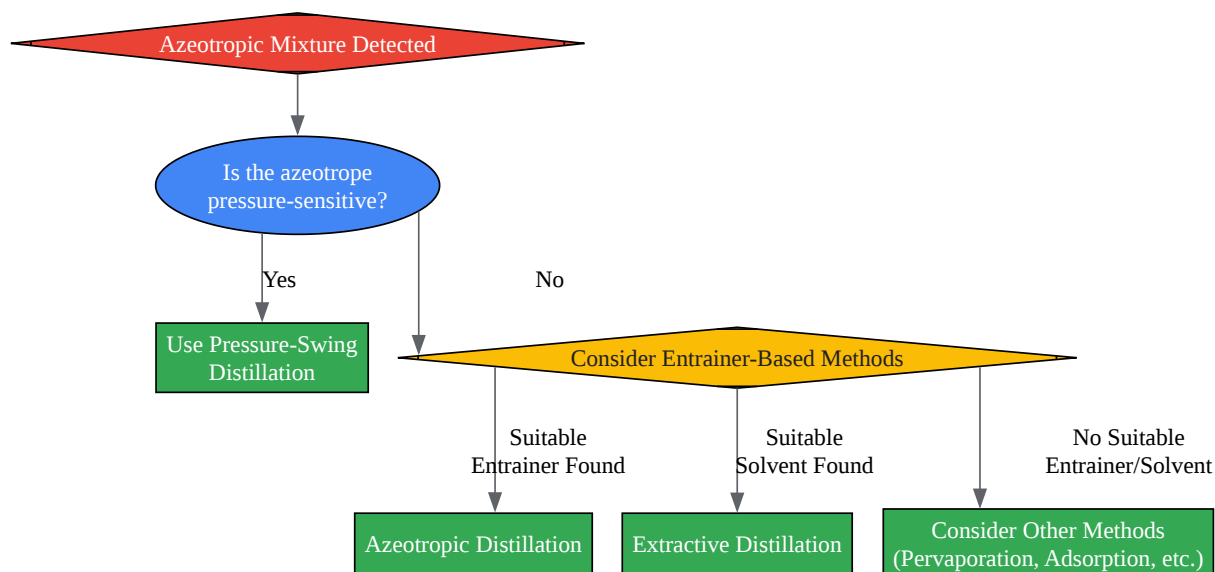 Azeotropic Mixture Detected
Is the azeotrope
pressure-sensitive?
Yes
No
Use Pressure-Swing
Distillation
Consider Entrainer-Based Methods
Suitable
Entrainer Found
Suitable
Solvent Found
No Suitable
Entrainer/Solvent
Azeotropic Distillation
Extractive Distillation
Consider Other Methods
(Pervaporation, Adsorption, etc.)